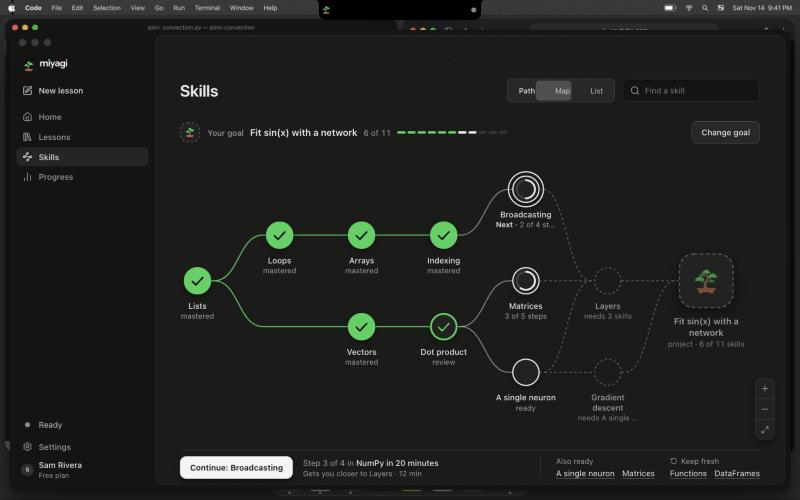 Code File Edit Selection View Go Run Terminal Window Help
Sat Nov 14 9:41 PM
pinn_convection.py — pinn-convection
miyagi
New lesson
Home
Lessons
Skills
Progress
Ready
Settings
S
Sam Rivera
Free plan
Skills
Path Map List
Find a skill
Your goal Fit sin(x) with a network 6 of 11
Change goal
Broadcasting
Next · 2 of 4 st...
Loops
mastered
Arrays
mastered
Indexing
mastered
Lists
mastered
Matrices
3 of 5 steps
Layers
needs 3 skills
Fit sin(x) with a
network
project · 6 of 11 skills
Vectors
mastered
Dot product
review
A single neuron
ready
Gradient
descent
needs A single ...
Continue: Broadcasting
Step 3 of 4 in NumPy in 20 minutes
Gets you closer to Layers · 12 min
Also ready
A single neuron Matrices
Keep fresh
Functions DataFrames